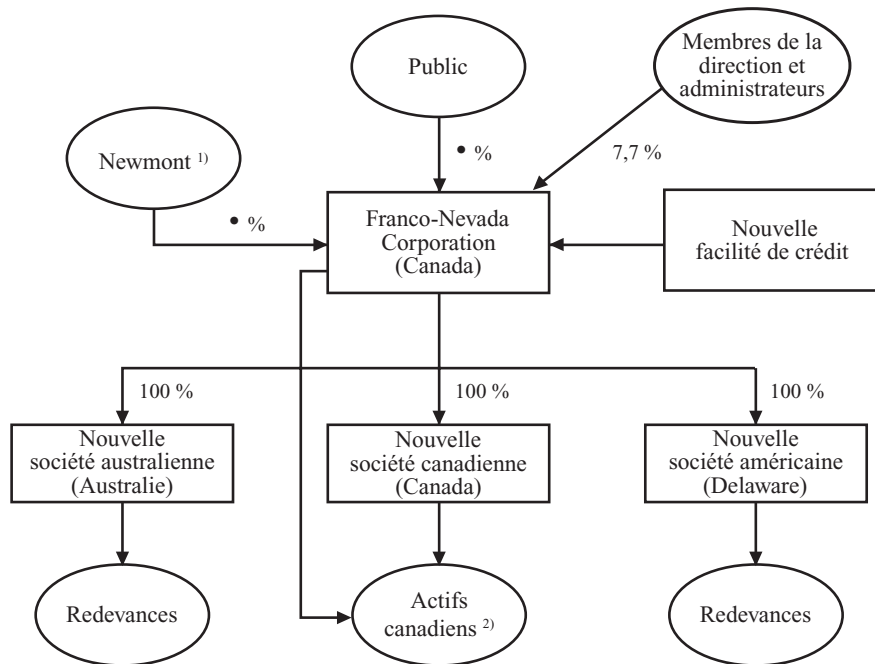 Public
Membres de la
direction et
administrateurs
Newmont 1)
• %
7,7 %
• %
Franco-Nevada
Corporation
(Canada)
Nouvelle
facilité de crédit
100 %
100 %
100 %
Nouvelle
société australienne
(Australie)
Nouvelle
société canadienne
(Canada)
Nouvelle
société américaine
(Delaware)
Redevances
Actifs
canadiens 2)
Redevances